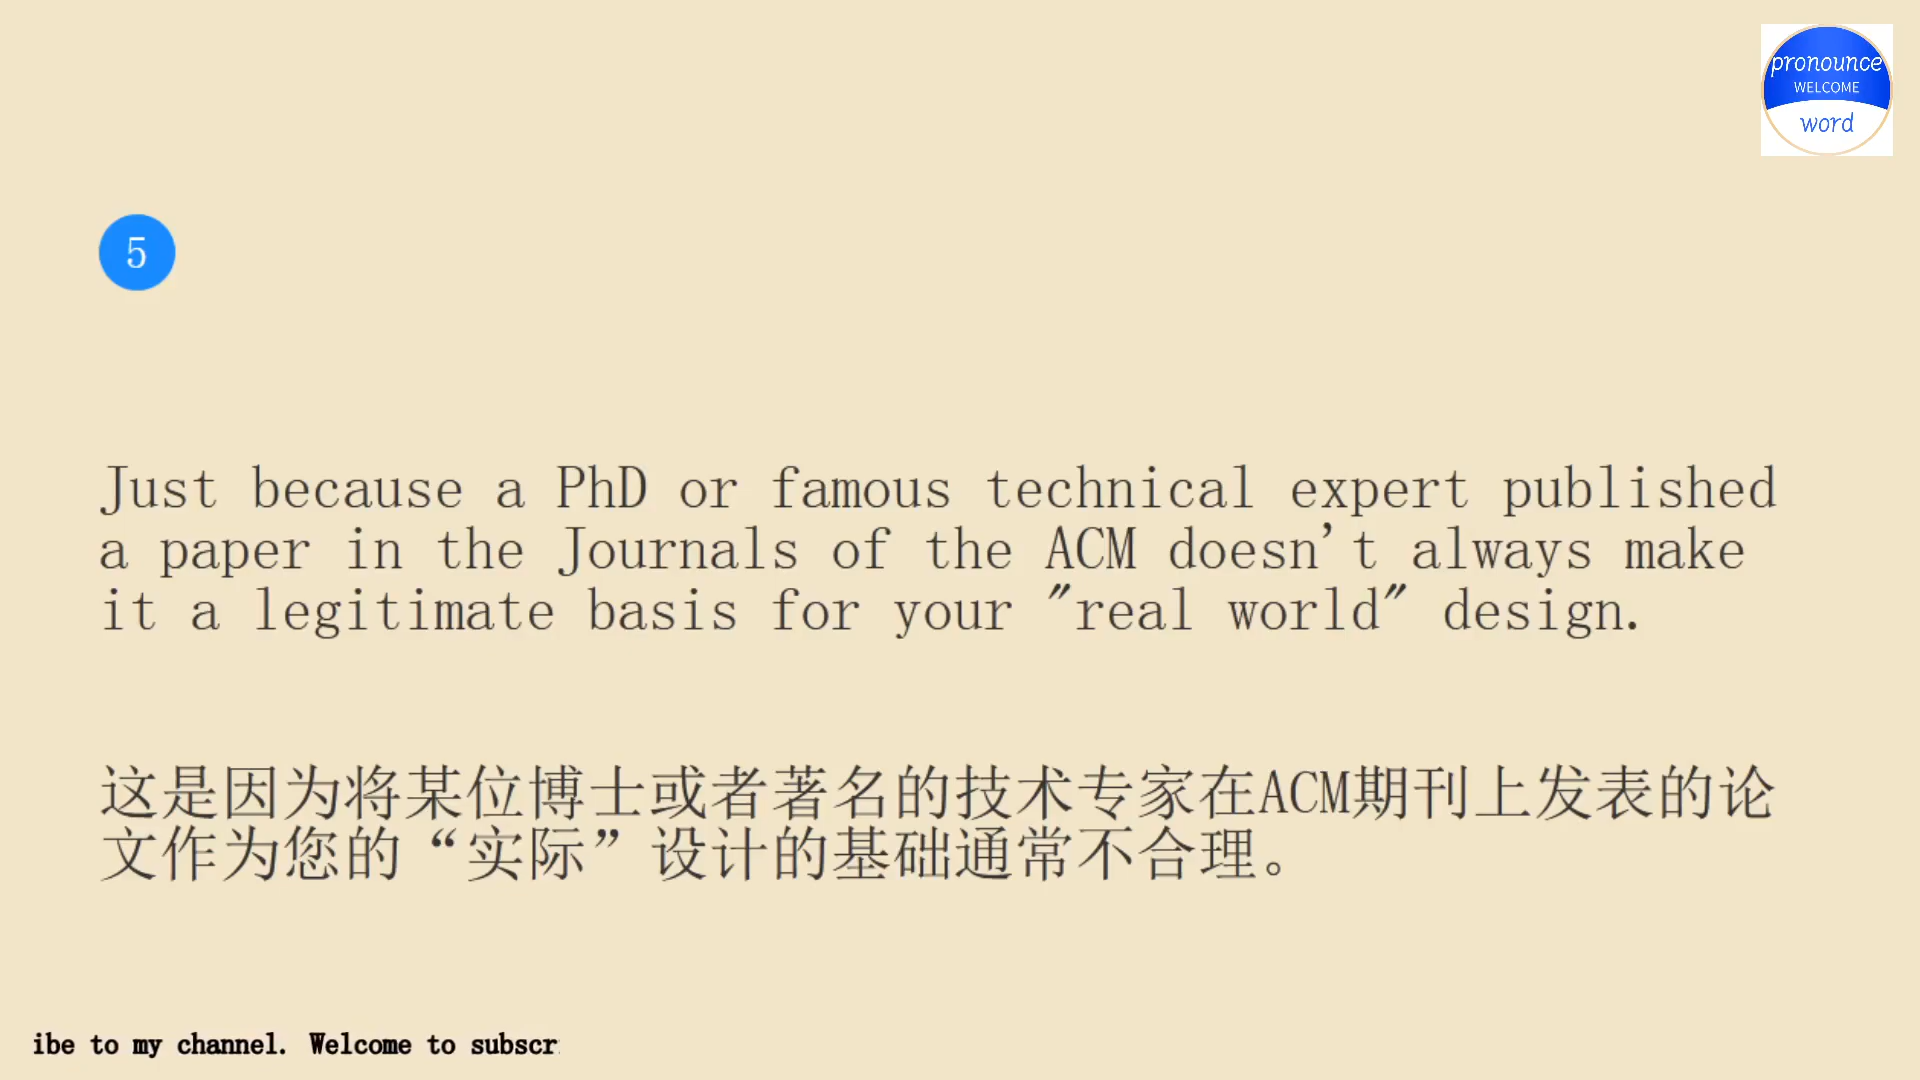 pronounce
WELCOME
word
5
Just because a PhD or famous technical expert published
a paper in the Journals of the ACM doesn't always make
it a legitimate basis for your "real world" design.
这是因为将某位博士或者著名的技术专家在ACM期刊上发表的论
文作为您的“实际”设计的基础通常不合理。
ibe to my channel. Welcome to subscr